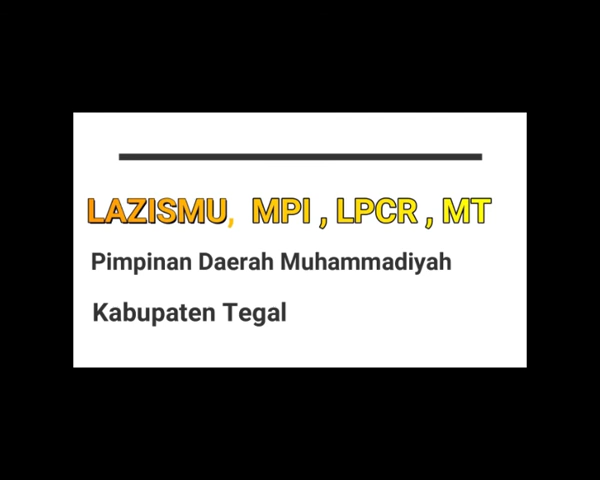 LAZISMU, MPI , LPCR , MT
Pimpinan Daerah Muhammadiyah
Kabupaten Tegal